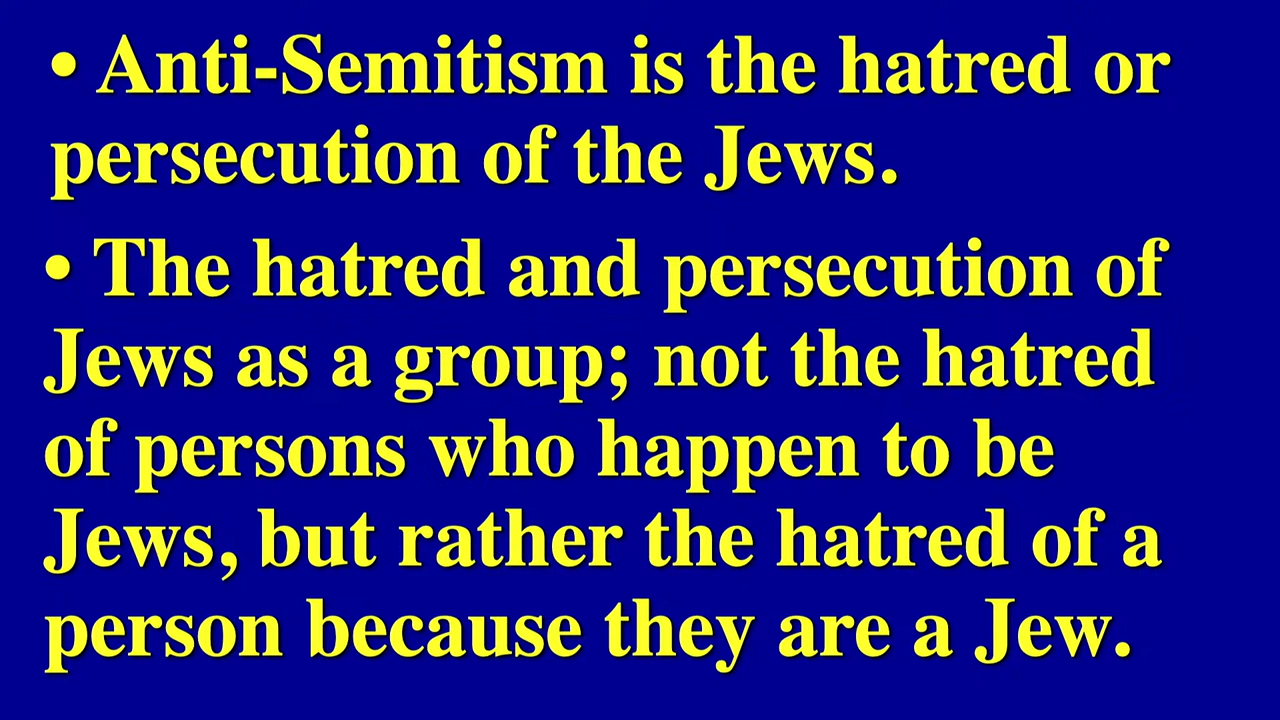 • Anti-Semitism is the hatred or
persecution of the Jews.
• The hatred and persecution of
Jews as a group; not the hatred
of persons who happen to be
Jews, but rather the hatred of a
person because they are a Jew.